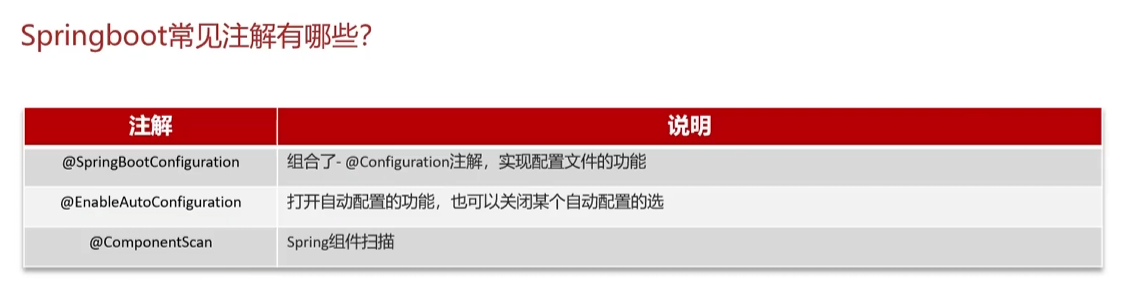 Springboot常见注解有哪些?
注解 说明
@SpringBootConfiguration 组合了- @Configuration注解，实现配置文件的功能
@EnableAutoConfiguration 打开自动配置的功能，也可以关闭某个自动配置的选
@ComponentScan Spring组件扫描